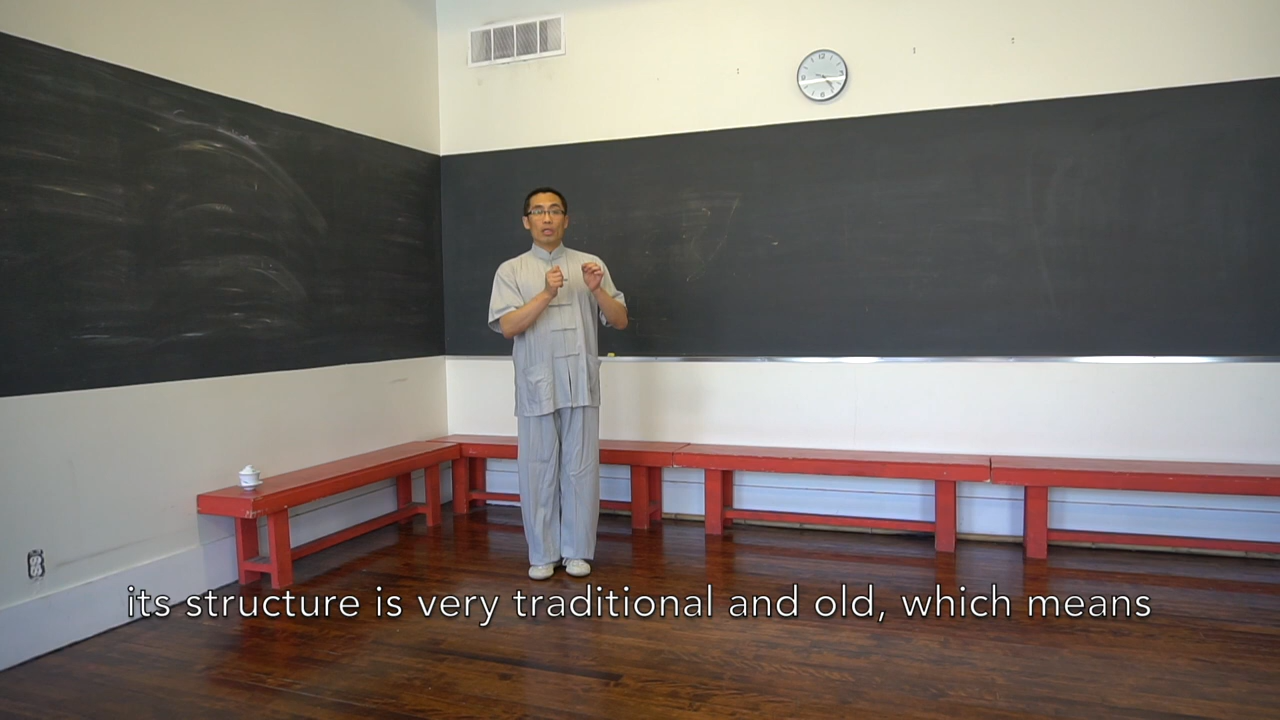 its structure is very traditional and old, which means